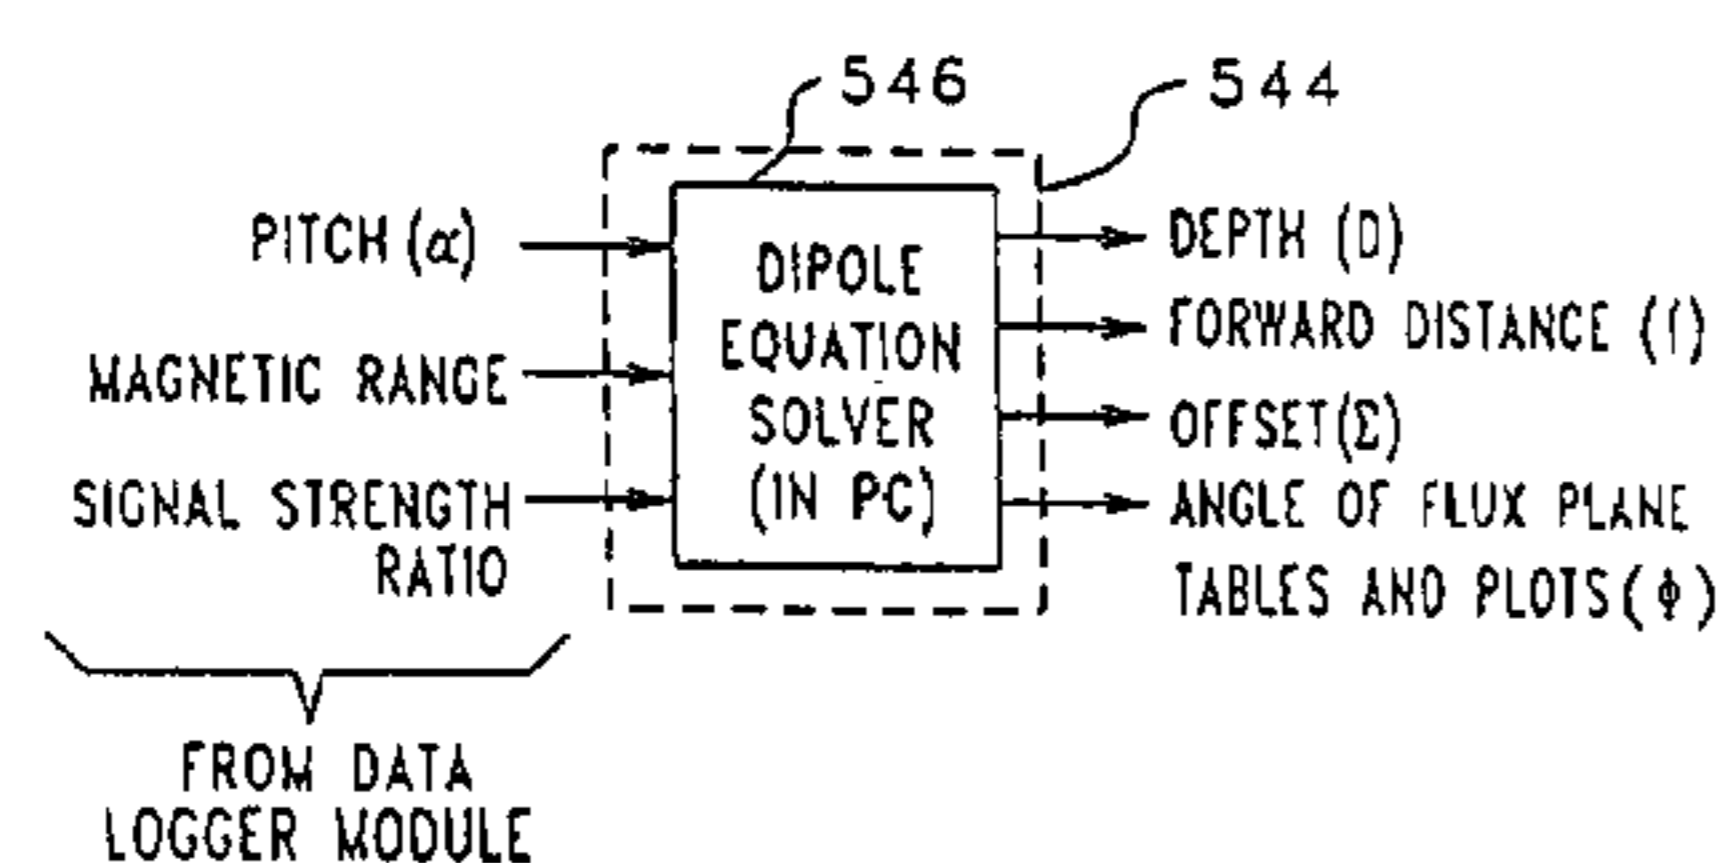 546
544
PITCH (α)
MAGNETIC RANGE
SIGNAL STRENGTH
RATIO
DIPOLE
EQUATION
SOLVER
(IN PC)
DEPTH (D)
FORWARD DISTANCE (f)
OFFSET (Σ)
ANGLE OF FLUX PLANE
TABLES AND PLOTS (ϕ)
FROM DATA
LOGGER MODULE